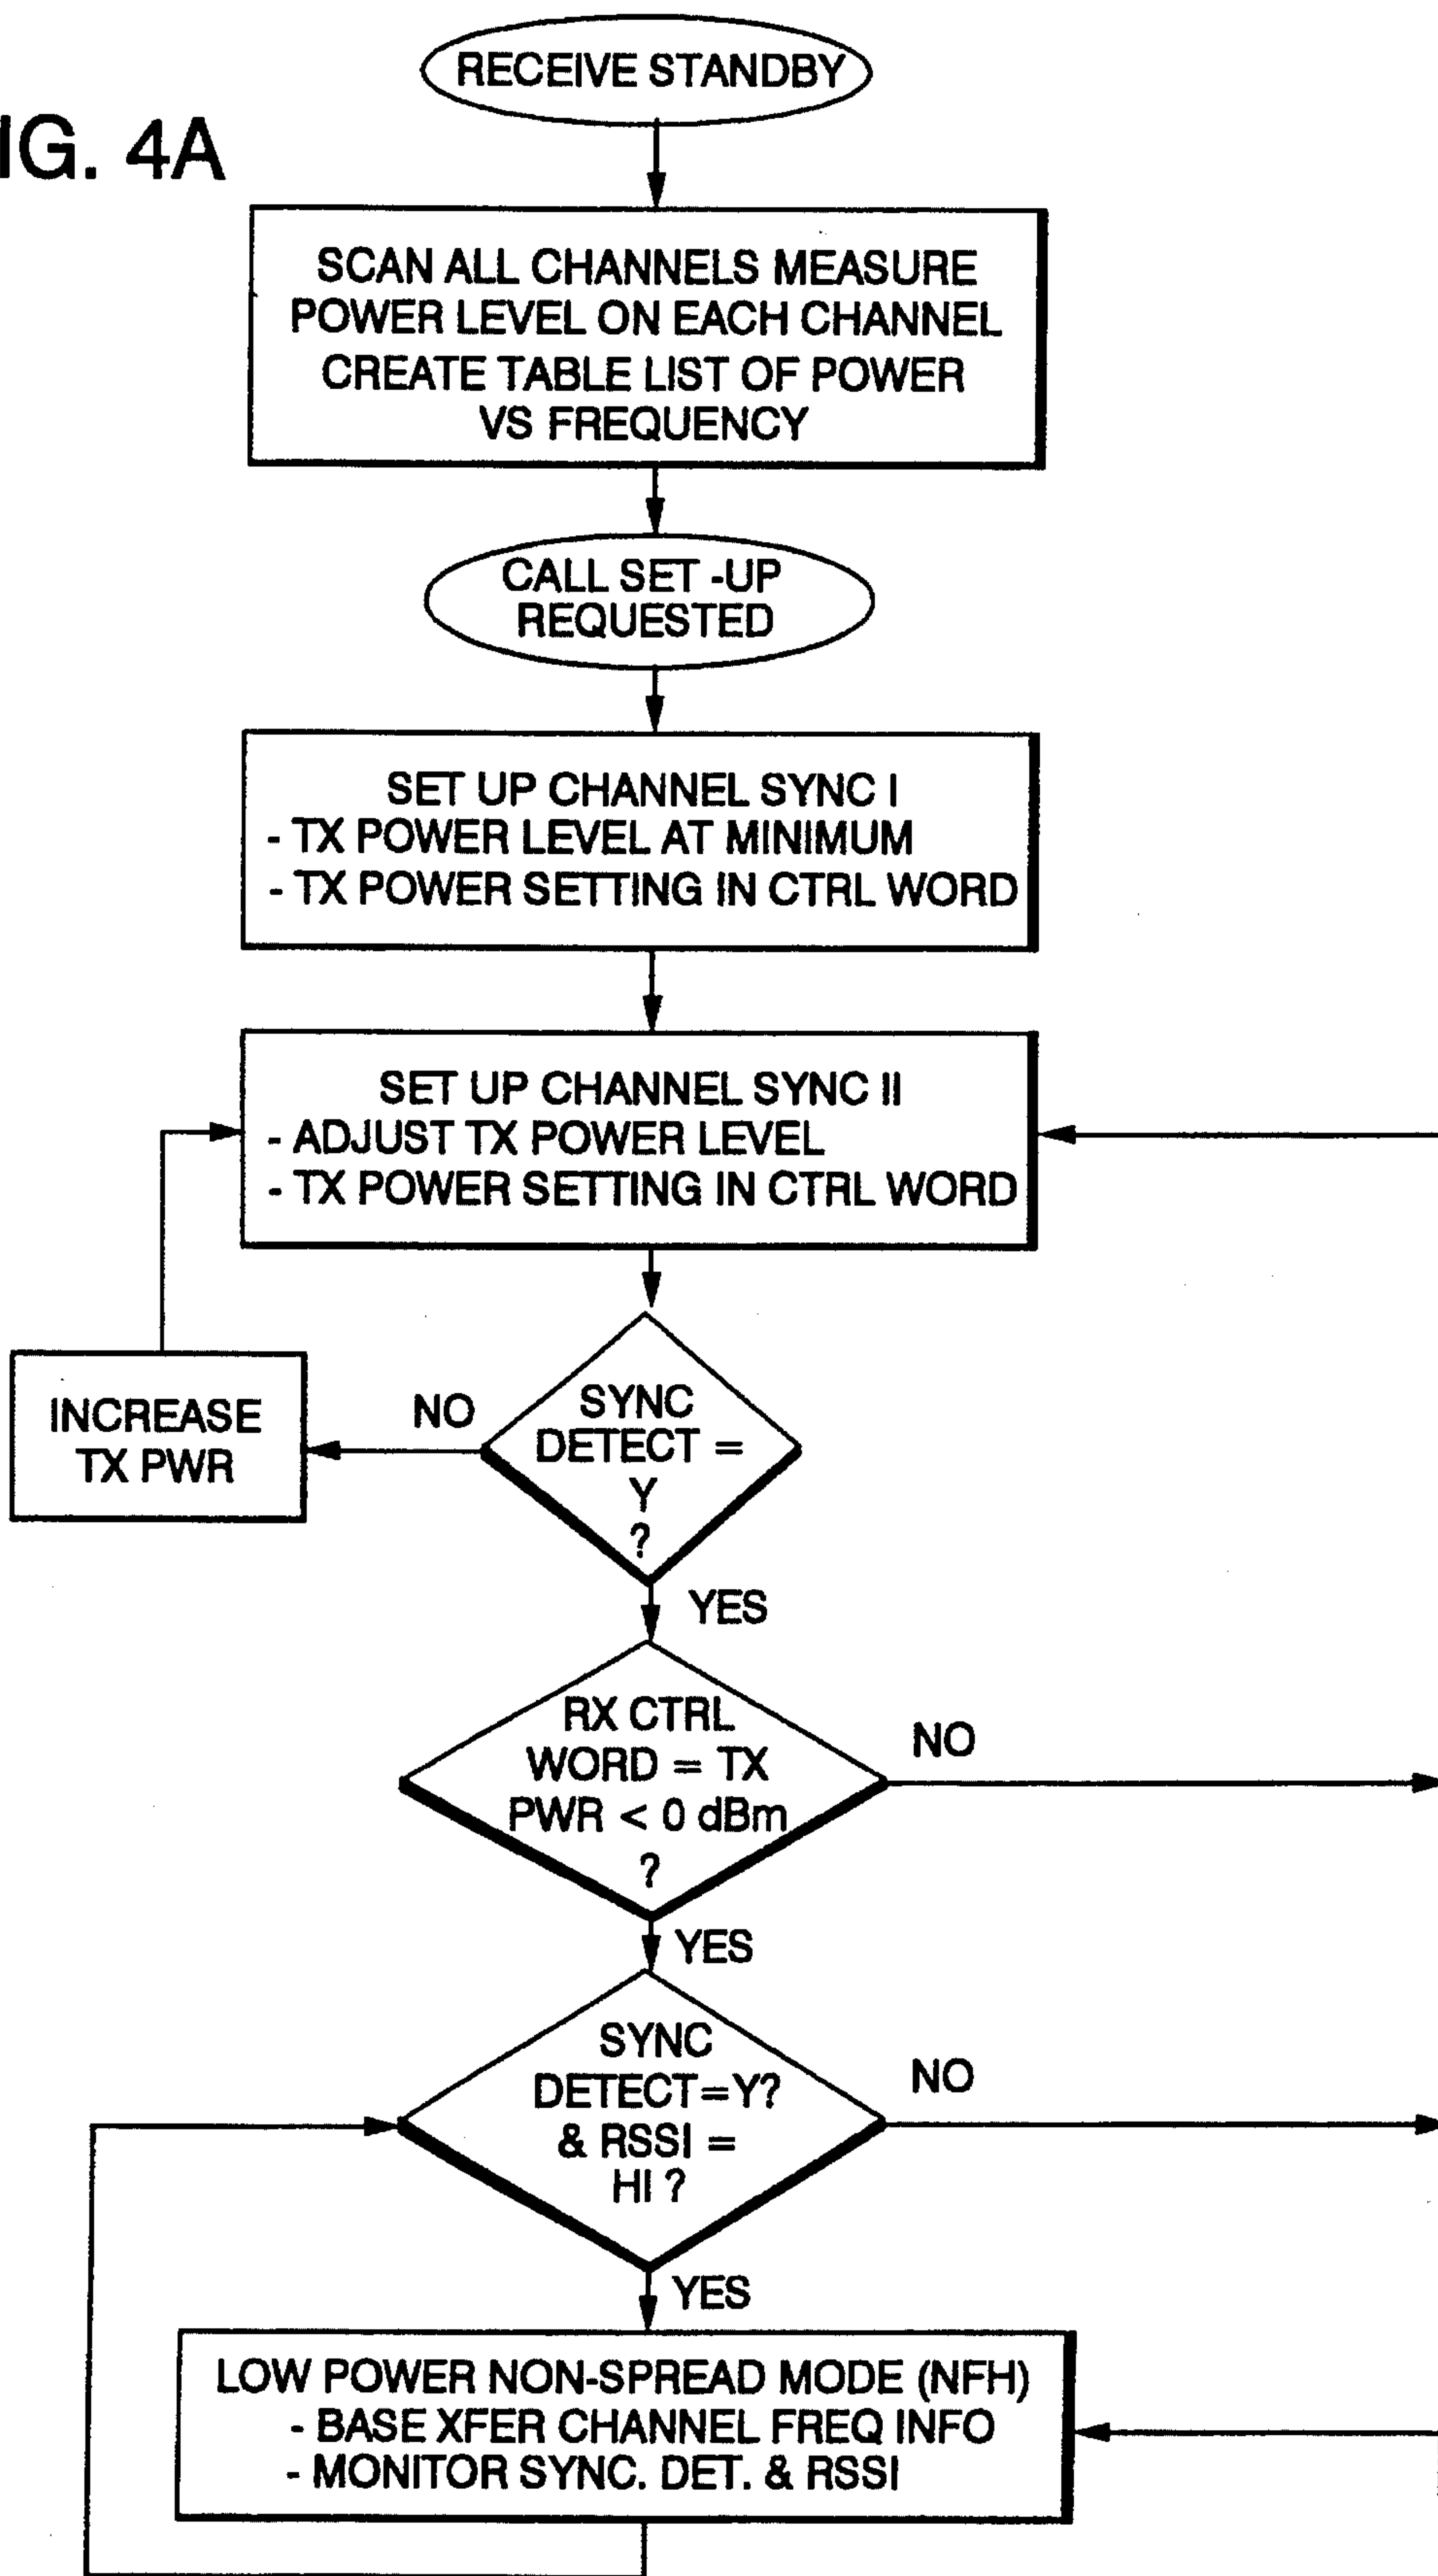 RECEIVE STANDBY
IG. 4A
SCAN ALL CHANNELS MEASURE
POWER LEVEL ON EACH CHANNEL
CREATE TABLE LIST OF POWER
VS FREQUENCY
CALL SET -UP
REQUESTED
SET UP CHANNEL SYNC I
- TX POWER LEVEL AT MINIMUM
- TX POWER SETTING IN CTRL WORD
SET UP CHANNEL SYNC II
- ADJUST TX POWER LEVEL
- TX POWER SETTING IN CTRL WORD
INCREASE
TX PWR
NO
SYNC
DETECT =
Y
?
YES
RX CTRL
WORD = TX
PWR < 0 dBm
?
NO
YES
SYNC
DETECT=Y?
& RSSI =
HI ?
NO
YES
LOW POWER NON-SPREAD MODE (NFH)
- BASE XFER CHANNEL FREQ INFO
- MONITOR SYNC. DET. & RSSI